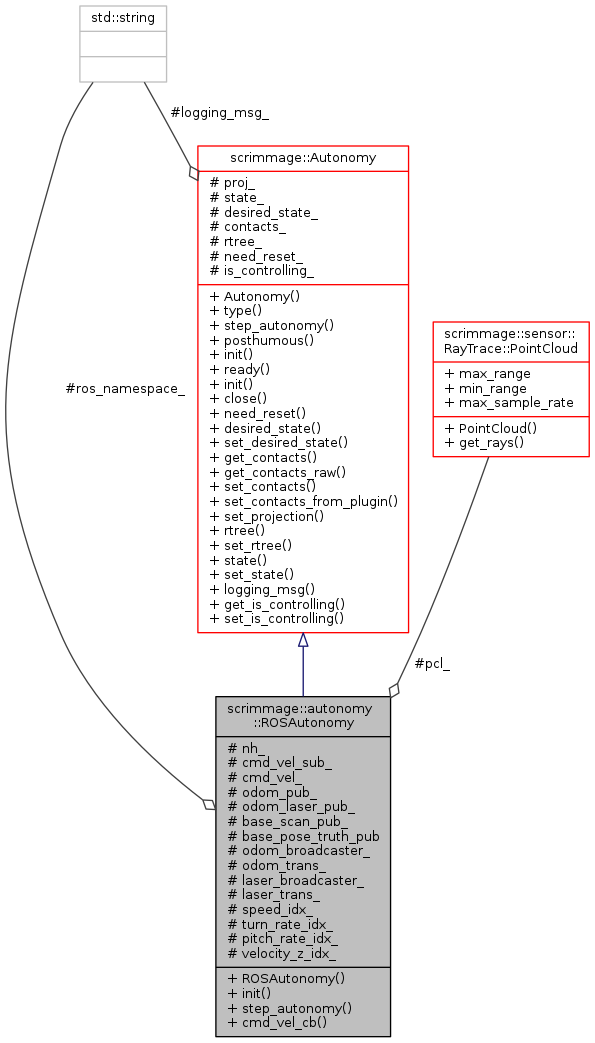 std::string
#logging_msg_
scrimmage::Autonomy
# proj_
# state_
# desired_state_
# contacts_
# rtree_
# need_reset_
# is_controlling_
+ Autonomy()
+ type()
+ step_autonomy()
+ posthumous()
+ init()
+ ready()
+ init()
+ close()
+ need_reset()
+ desired_state()
+ set_desired_state()
+ get_contacts()
+ get_contacts_raw()
+ set_contacts()
+ set_contacts_from_plugin()
+ set_projection()
+ rtree()
+ set_rtree()
+ state()
+ set_state()
+ logging_msg()
+ get_is_controlling()
+ set_is_controlling()
scrimmage::sensor::
RayTrace::PointCloud
+ max_range
+ min_range
+ max_sample_rate
+ PointCloud()
+ get_rays()
#ros_namespace_
#pcl_
scrimmage::autonomy
::ROSAutonomy
# nh_
# cmd_vel_sub_
# cmd_vel_
# odom_pub_
# odom_laser_pub_
# base_scan_pub_
# base_pose_truth_pub
# odom_broadcaster_
# odom_trans_
# laser_broadcaster_
# laser_trans_
# speed_idx_
# turn_rate_idx_
# pitch_rate_idx_
# velocity_z_idx_
+ ROSAutonomy()
+ init()
+ step_autonomy()
+ cmd_vel_cb()